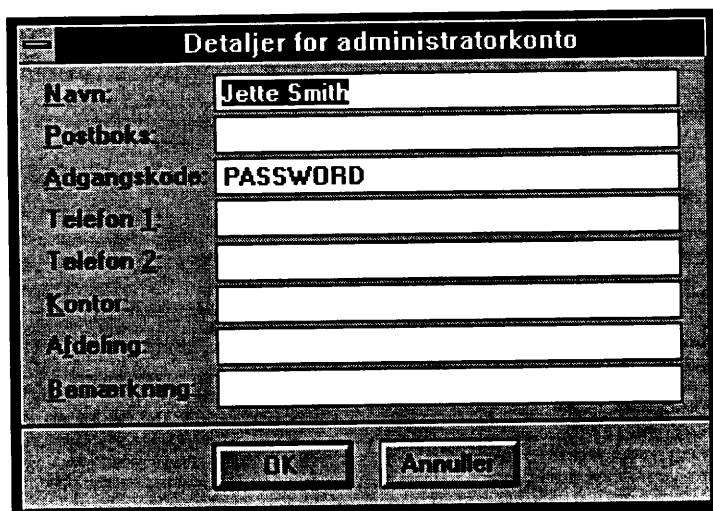 Detaljer for administratorkonto
Navn: Jette Smith
Postboks:
Adgangskode: PASSWORD
Telefon 1:
Telefon 2:
Kontor:
Afdeling:
Bemærkning:
OK Annuller